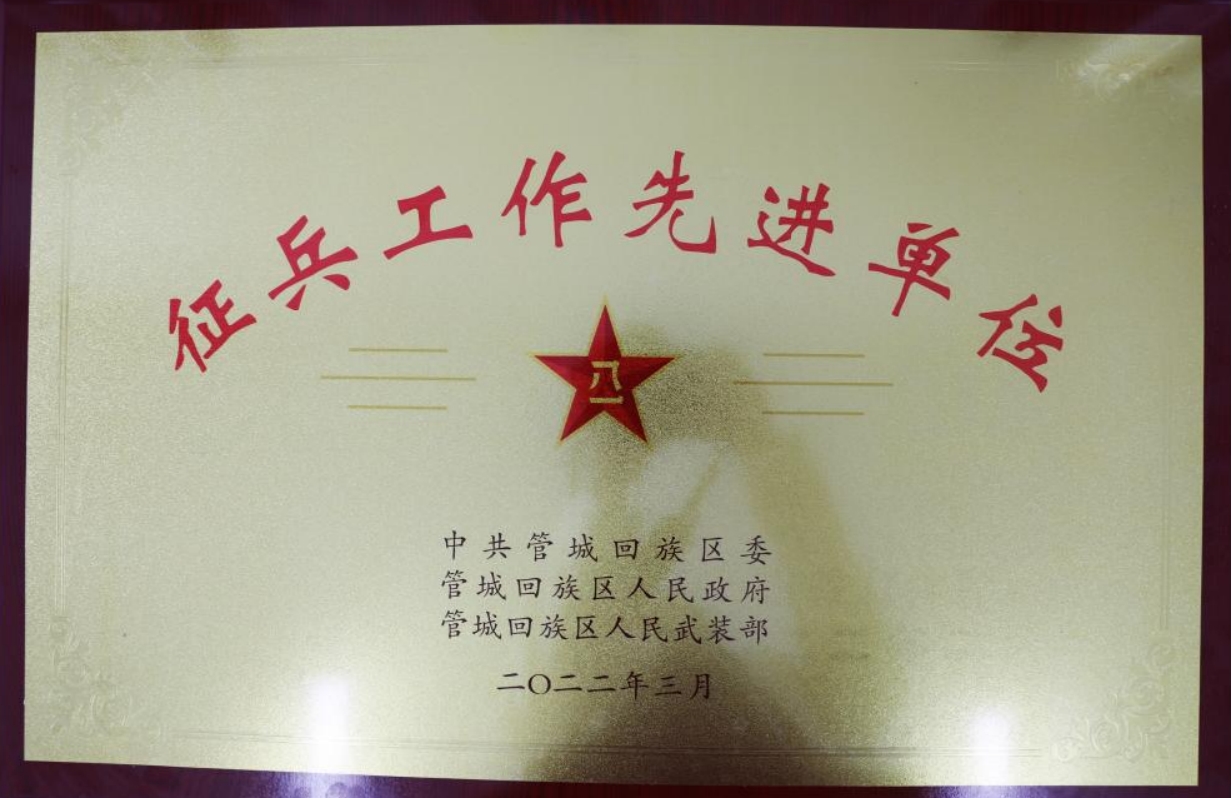 征兵工作先进单位
八一
中共管城回族区委
管城回族区人民政府
管城回族区人民武装部
二〇二二年三月